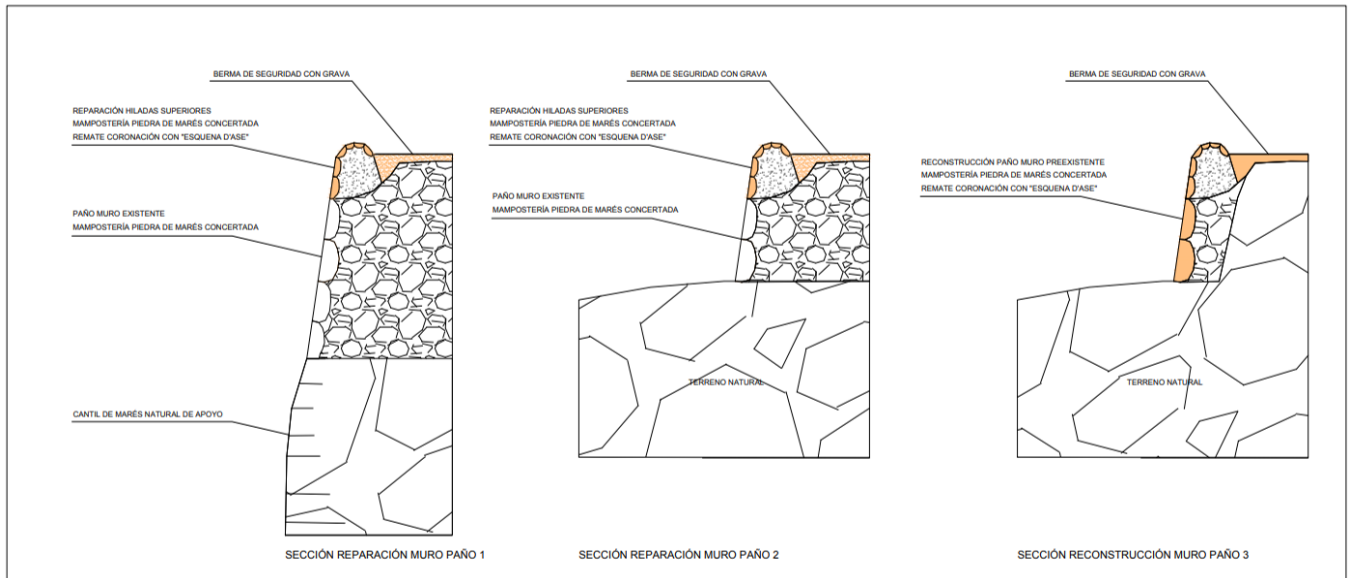 BERMA DE SEGURIDAD CON GRAVA
REPARACIÓN HILADAS SUPERIORES
MAMPOSTERÍA PIEDRA DE MARÉS CONCERTADA
REMATE CORONACIÓN CON "ESQUENA D'ASE"
PAÑO MURO EXISTENTE
MAMPOSTERÍA PIEDRA DE MARÉS CONCERTADA
CANTIL DE MARÉS NATURAL DE APOYO
SECCIÓN REPARACIÓN MURO PAÑO 1
BERMA DE SEGURIDAD CON GRAVA
REPARACIÓN HILADAS SUPERIORES
MAMPOSTERÍA PIEDRA DE MARÉS CONCERTADA
REMATE CORONACIÓN CON "ESQUENA D'ASE"
PAÑO MURO EXISTENTE
MAMPOSTERÍA PIEDRA DE MARÉS CONCERTADA
TERRENO NATURAL
SECCIÓN REPARACIÓN MURO PAÑO 2
BERMA DE SEGURIDAD CON GRAVA
RECONSTRUCCIÓN PAÑO MURO PREEXISTENTE
MAMPOSTERÍA PIEDRA DE MARÉS CONCERTADA
REMATE CORONACIÓN CON "ESQUENA D'ASE"
TERRENO NATURAL
SECCIÓN RECONSTRUCCIÓN MURO PAÑO 3